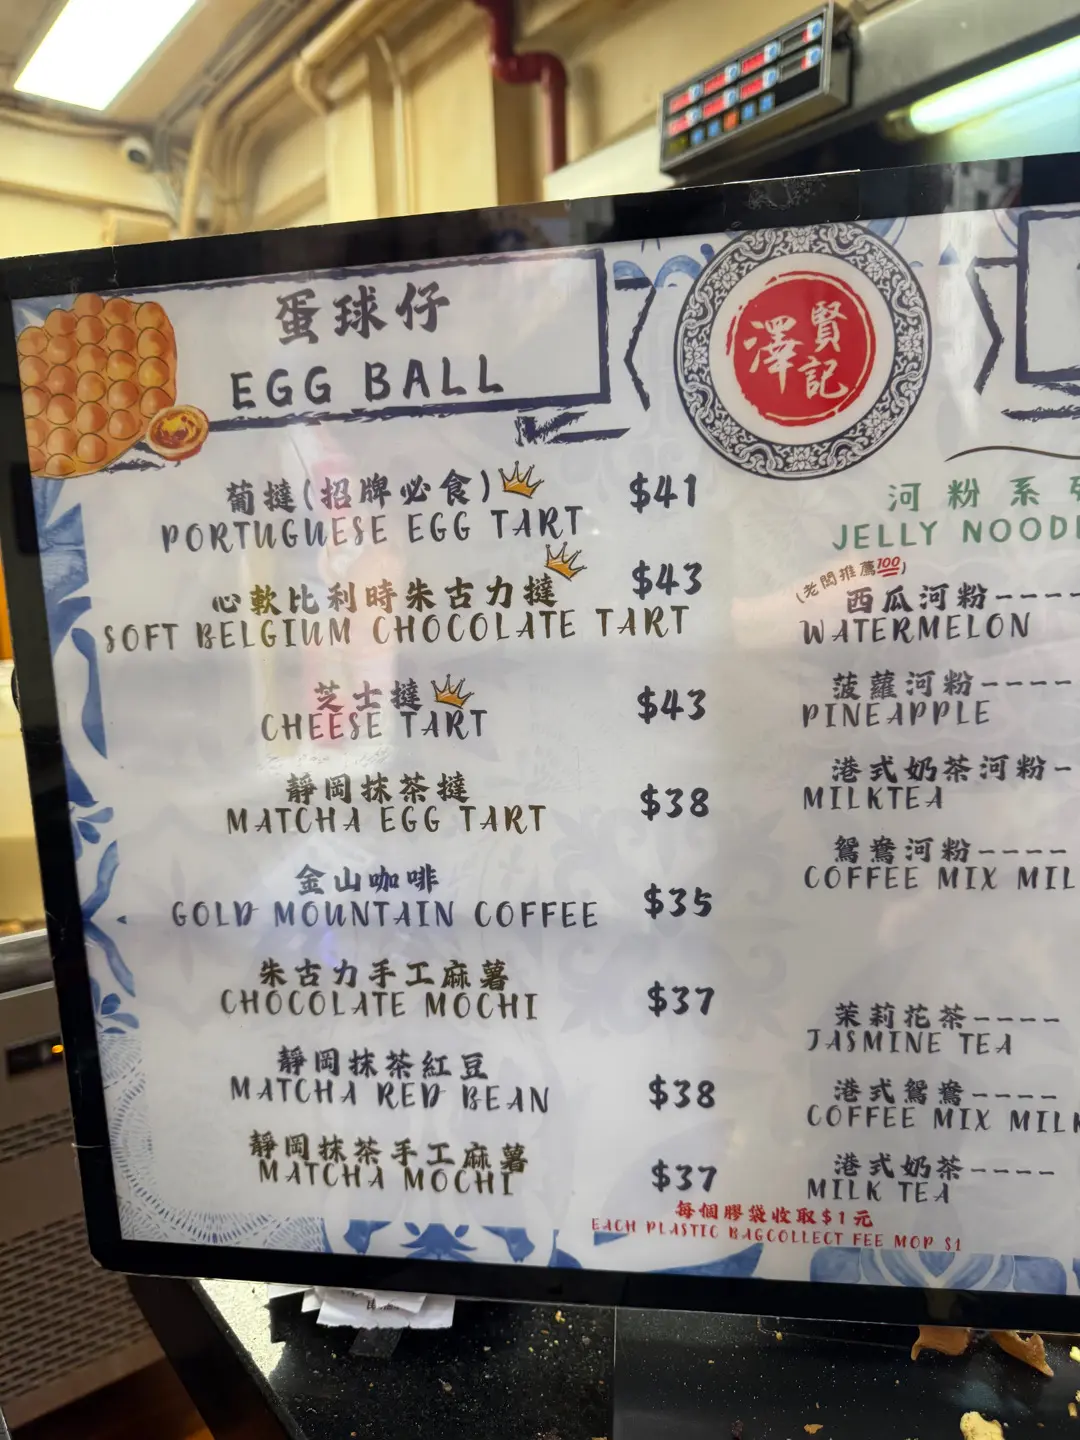 蛋球仔
EGG BALL
賢記
澤
葡撻(招牌必食) $41
PORTUGUESE EGG TART
心軟比利時朱古力撻 $43
SOFT BELGIUM CHOCOLATE TART
芝士撻 $43
CHEESE TART
靜岡抹茶撻 $38
MATCHA EGG TART
金山咖啡 $35
GOLD MOUNTAIN COFFEE
朱古力手工麻薯 $37
CHOCOLATE MOCHI
靜岡抹茶紅豆 $38
MATCHA RED BEAN
靜岡抹茶手工麻薯 $37
MATCHA MOCHI
河粉系
JELLY NOOD
(老闆推薦100)
西瓜河粉----
WATERMELON
菠蘿河粉----
PINEAPPLE
港式奶茶河粉-
MILKTEA
鴛鴦河粉----
COFFEE MIX MIL
茉莉花茶----
JASMINE TEA
港式鴛鴦----
COFFEE MIX MILK
港式奶茶----
MILK TEA
每個膠袋收取$1元
EACH PLASTIC BAGCOLLECT FEE MOP $1